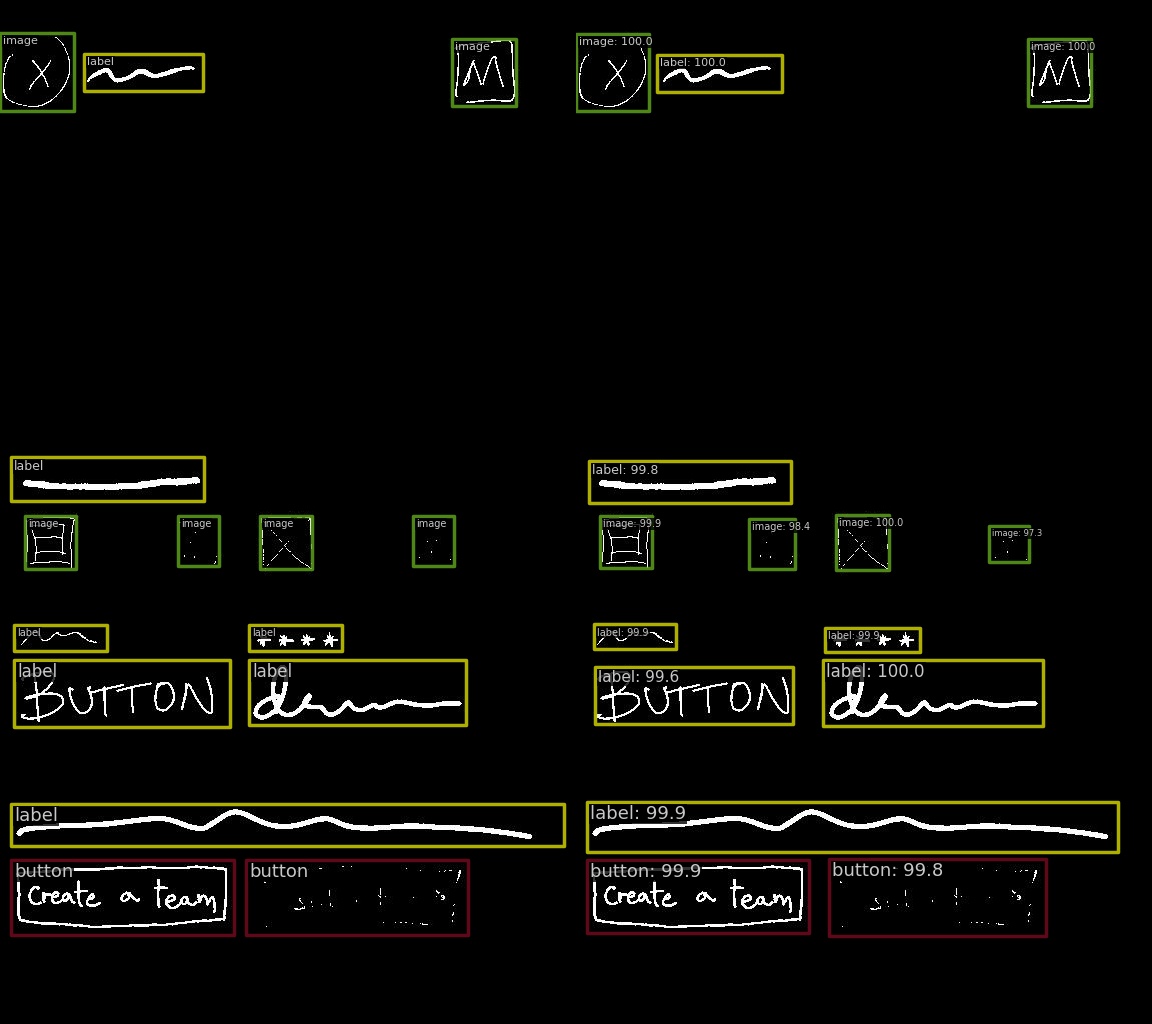 image image image: 100.0 image: 100.0
label label: 100.0
X M X M
label label: 99.8
image image image image image: 99.9 image: 98.4 image: 100.0 image: 97.3
label label label: 99.9 label: 99.9
**** ****
label label label: 99.6 label: 100.0
BUTTON BUTTON
label label: 99.9
button button button: 99.9 button: 99.8
Create a team Create a team